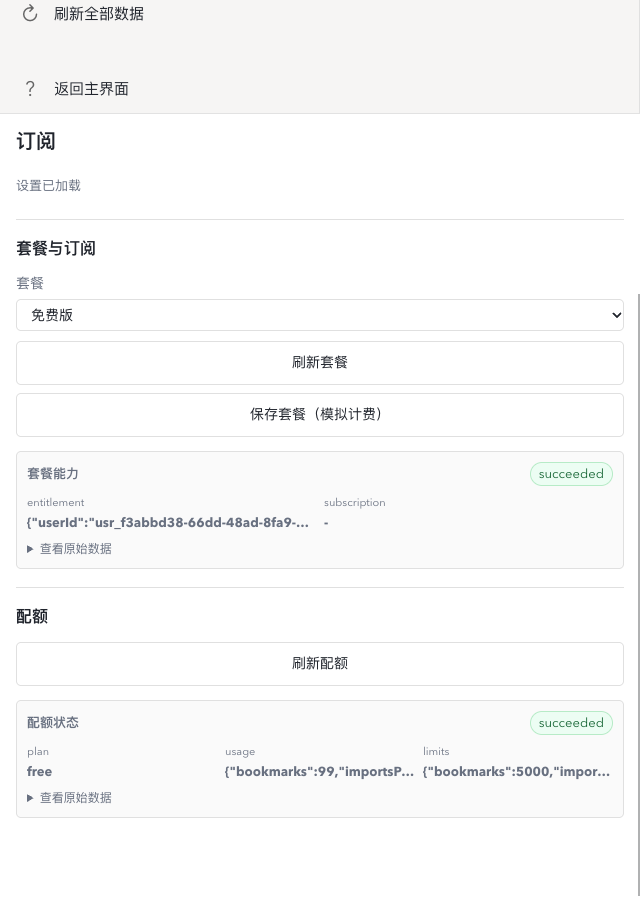 刷新全部数据
? 返回主界面
订阅
设置已加载
套餐与订阅
套餐
免费版
刷新套餐
保存套餐（模拟计费）
套餐能力 succeeded
entitlement subscription
{"userId":"usr_f3abbd38-66dd-48ad-8fa9-... -
查看原始数据
配额
刷新配额
配额状态 succeeded
plan usage limits
free {"bookmarks":99,"importsP... {"bookmarks":5000,"impor...
查看原始数据